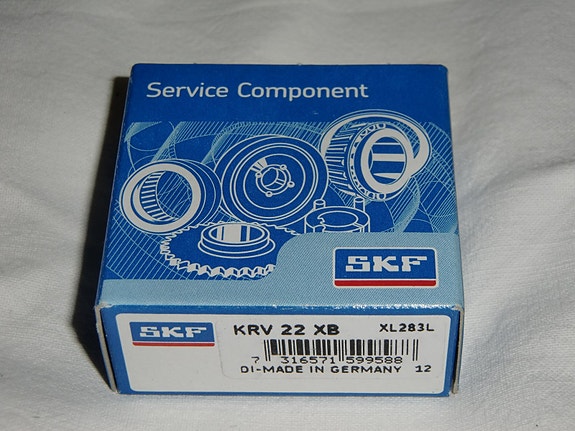 Service Component
SKF
SKF
KRV 22 XB XL283L
7 316571 599588
DI-MADE IN GERMANY 12